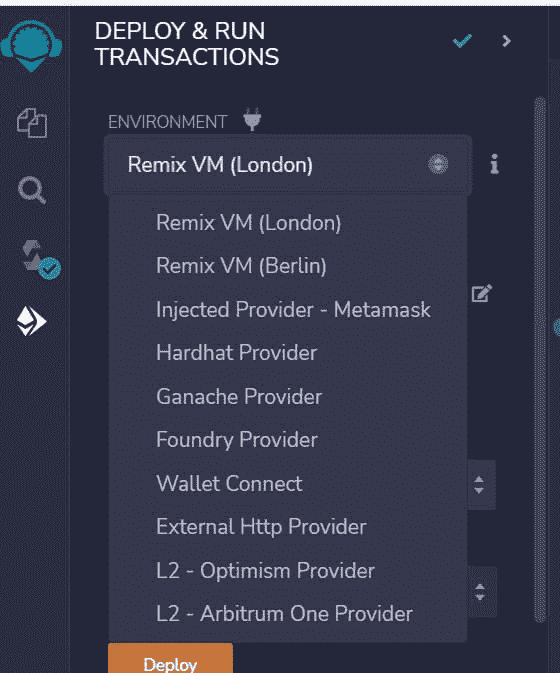 DEPLOY & RUN
TRANSACTIONS
ENVIRONMENT
Remix VM (London)
Remix VM (London)
Remix VM (Berlin)
Injected Provider - Metamask
Hardhat Provider
Ganache Provider
Foundry Provider
Wallet Connect
External Http Provider
L2 - Optimism Provider
L2 - Arbitrum One Provider
Deploy